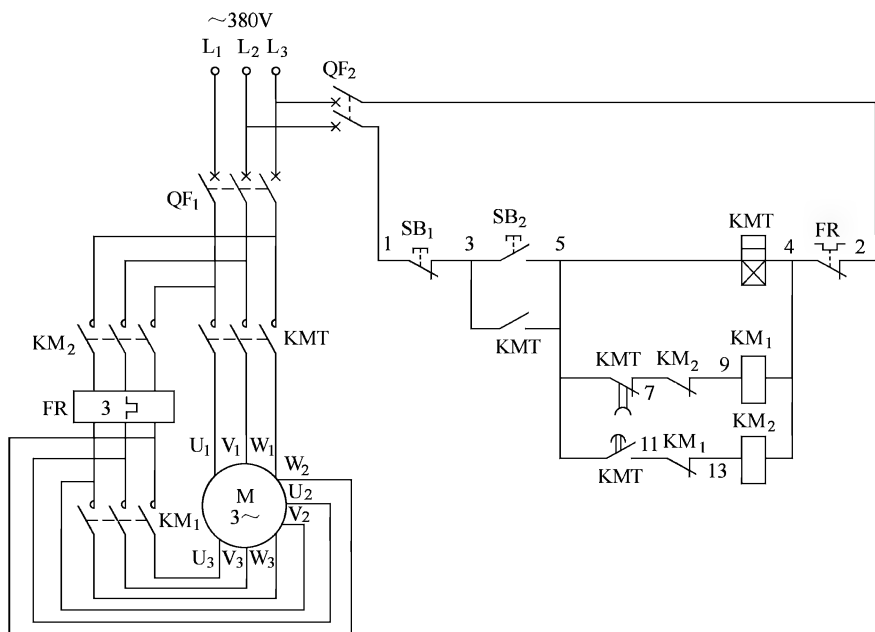 ～380V
L1 L2 L3
QF2
QF1
SB1 SB2 KMT FR
1 3 5 4 2
KM2 KMT KMT
KMT KM2 9 KM1
7
FR 3
KM2
U1 V1 W1
W2
11 KM1
KMT 13
M
3～
U2
V2
KM1
U3 V3 W3